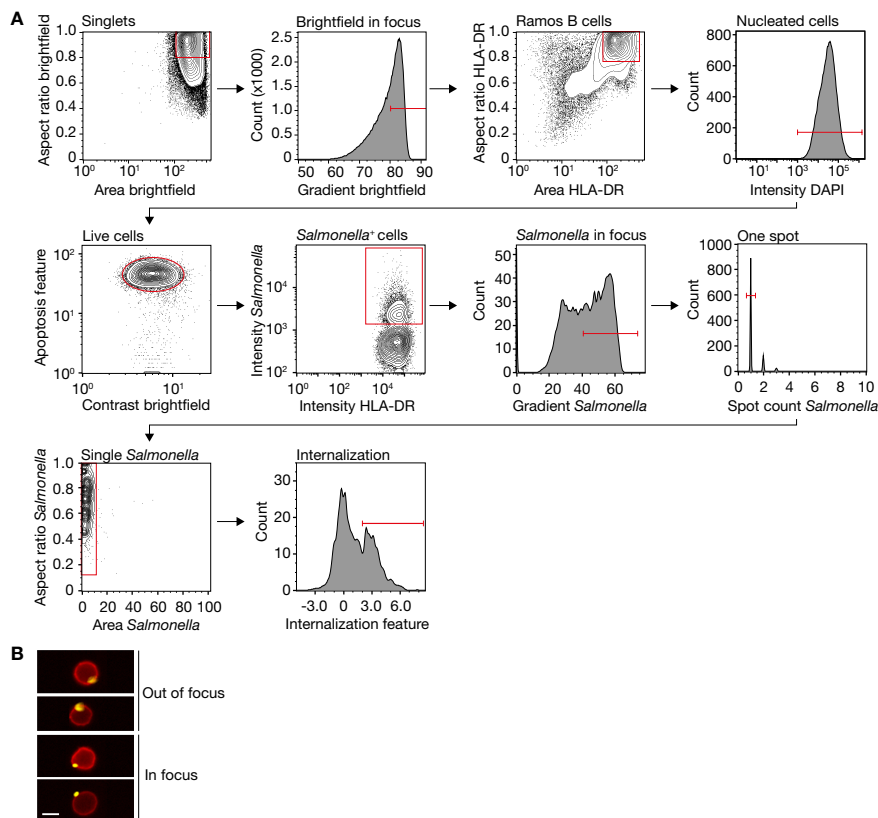 A
Singlets
Aspect ratio brightfield
1.0
0.8
0.6
0.4
0.2
0
10⁰ 10¹ 10²
Area brightfield
Brightfield in focus
Count (x1000)
2.5
2.0
1.5
1.0
0.5
0
50 60 70 80 90
Gradient brightfield
Ramos B cells
Aspect ratio HLA-DR
1.0
0.8
0.6
0.4
0.2
0
10⁰ 10¹ 10²
Area HLA-DR
Nucleated cells
Count
800
600
400
200
0
10¹ 10³ 10⁵
Intensity DAPI
Live cells
Apoptosis feature
10²
10¹
10⁰
10⁰ 10¹
Contrast brightfield
Salmonella⁺ cells
Intensity Salmonella
10⁴
10³
10²
10⁰ 10² 10⁴
Intensity HLA-DR
Salmonella in focus
Count
50
40
30
20
10
0
0 20 40 60
Gradient Salmonella
One spot
Count
1000
800
600
400
200
0
0 2 4 6 8 10
Spot count Salmonella
Single Salmonella
Aspect ratio Salmonella
1.0
0.8
0.6
0.4
0.2
0
0 20 40 60 80 100
Area Salmonella
Internalization
Count
30
20
10
0
-3.0 0 3.0 6.0
Internalization feature
B
Out of focus
In focus